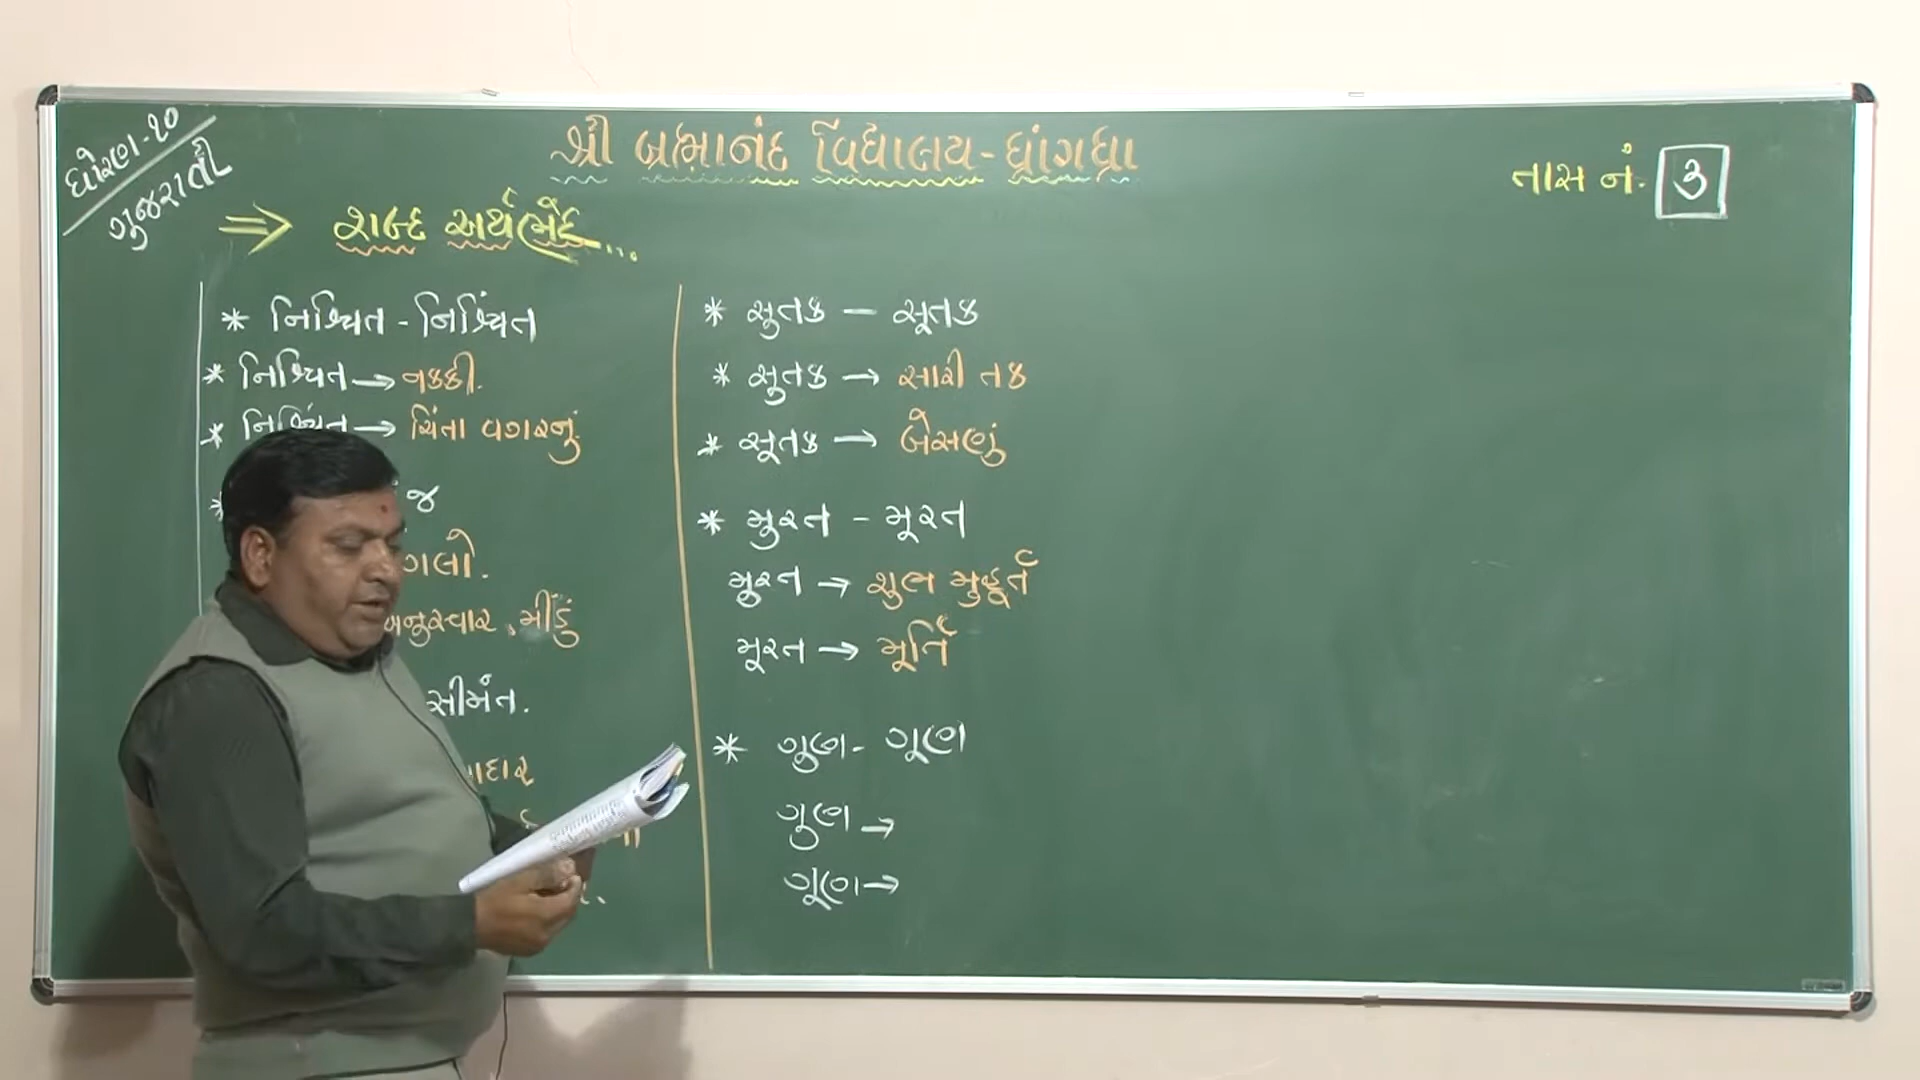 ધોરણ-૧૦
ગુજરાતી
શ્રી બ્રહ્માનંદ વિદ્યાલય-ધ્રાંગધ્રા
તાસ નં. ૩
⇒ શબ્દ અર્થભેદ....
* નિશ્ચિત - નિશ્ચિંત
* નિશ્ચિત → નક્કી.
* નિશ્ચિંત → ચિંતા વગરનું.
* જ
ગલો.
અનુસ્વાર, મીંડું
સીમંત.
* સુતક — સૂતક
* સુતક → સારી તક
* સૂતક → બેસણું
* મુરત - મૂરત
મુરત → શુભ મુહૂર્ત
મૂરત → મૂર્તિ
* ગુણ - ગૂણ
ગુણ →
ગૂણ →